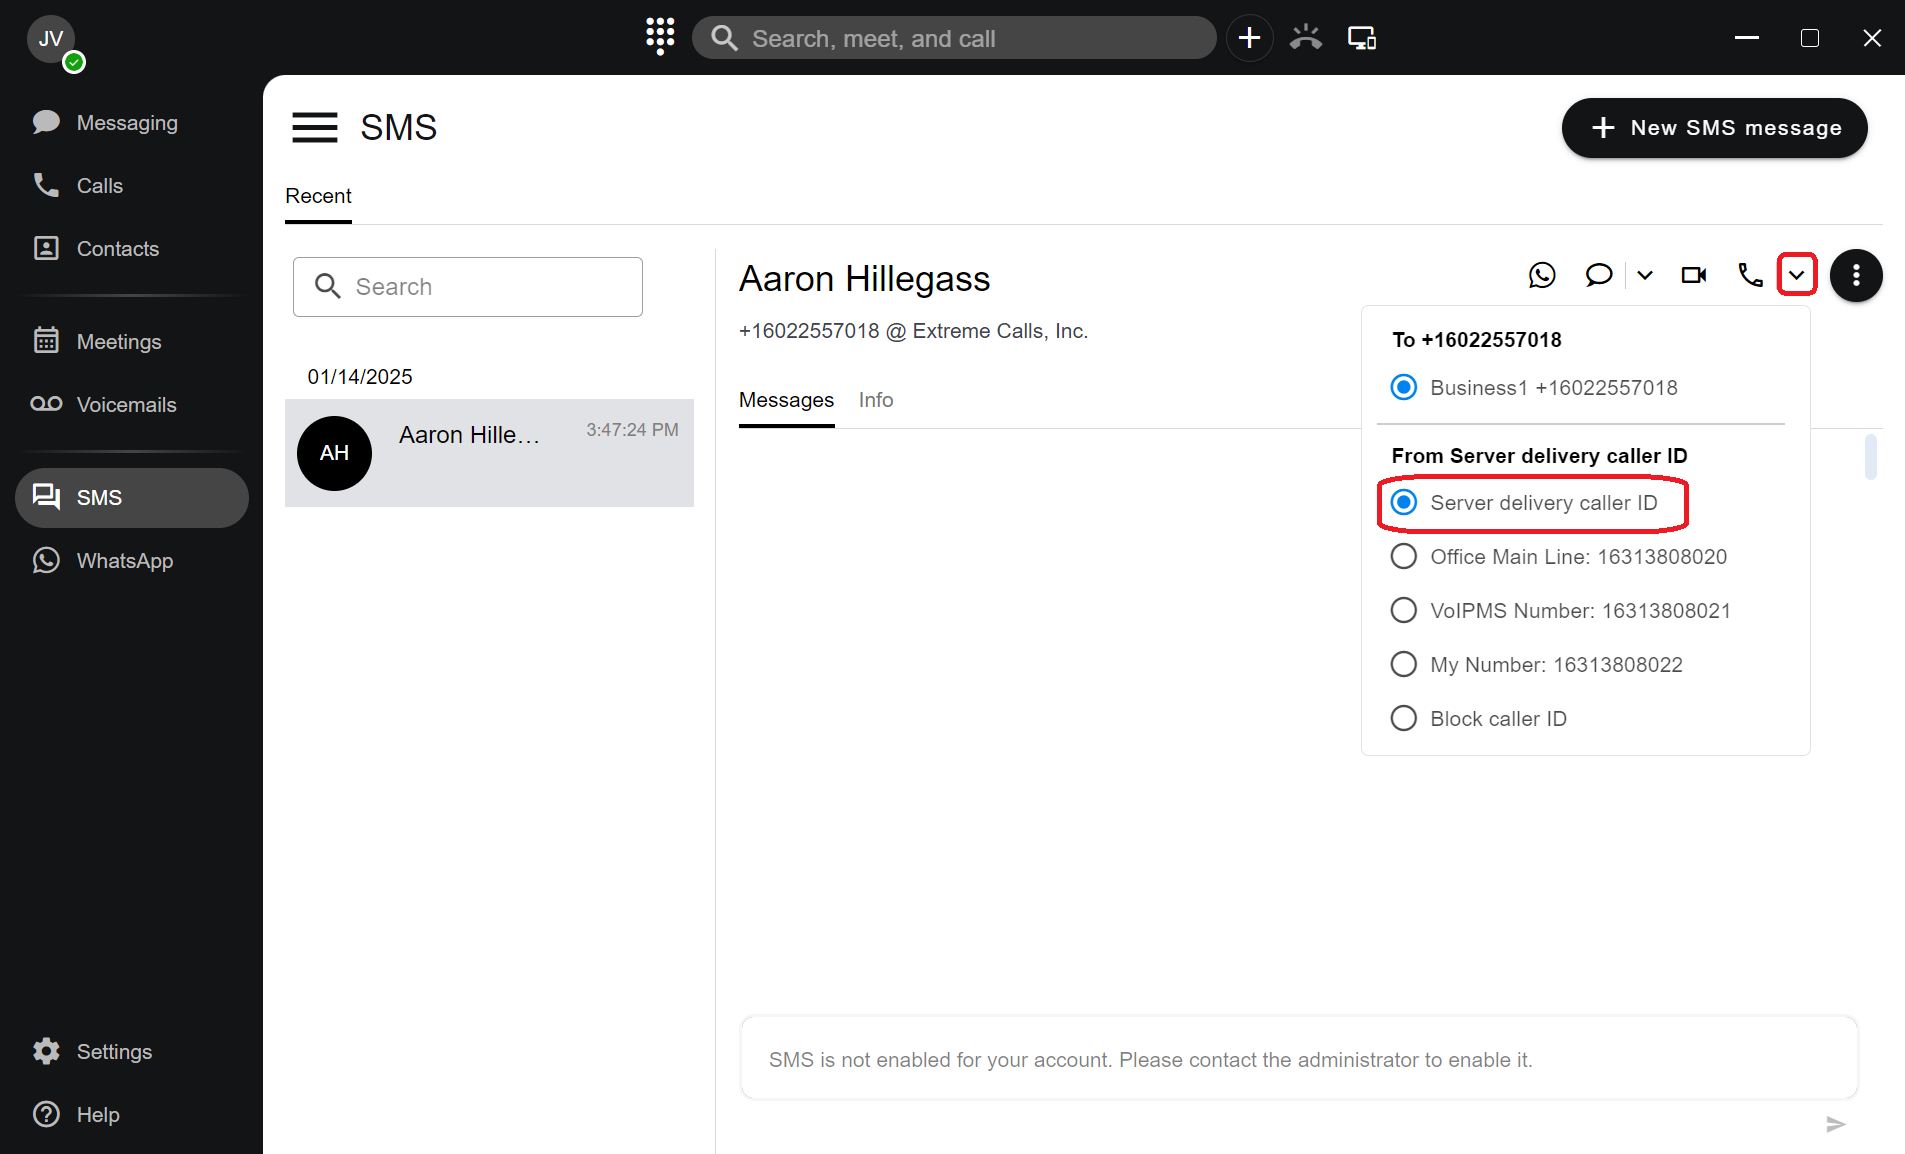 JV
Search, meet, and call
Messaging
Calls
Contacts
Meetings
Voicemails
SMS
WhatsApp
Settings
Help
SMS
New SMS message
Recent
Search
01/14/2025
AH
Aaron Hille…
3:47:24 PM
Aaron Hillegass
+16022557018 @ Extreme Calls, Inc.
Messages
Info
To +16022557018
Business1 +16022557018
From Server delivery caller ID
Server delivery caller ID
Office Main Line: 16313808020
VoIPMS Number: 16313808021
My Number: 16313808022
Block caller ID
SMS is not enabled for your account. Please contact the administrator to enable it.